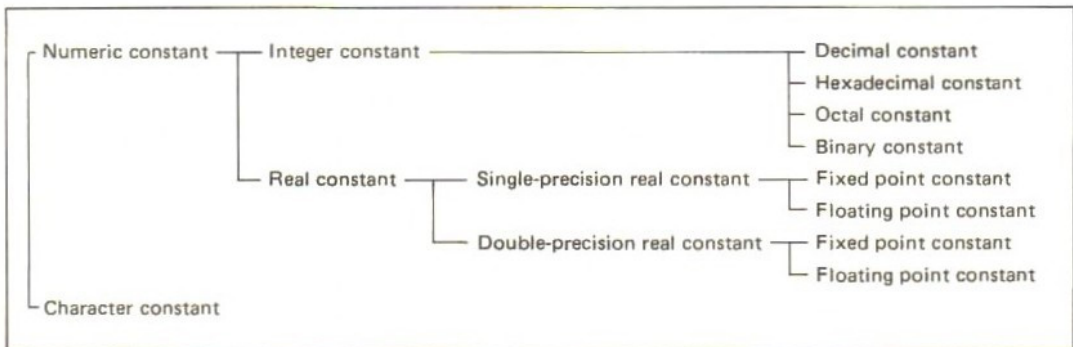 Numeric constant Integer constant Decimal constant
Hexadecimal constant
Octal constant
Binary constant
Real constant Single-precision real constant Fixed point constant
Floating point constant
Double-precision real constant Fixed point constant
Floating point constant
Character constant